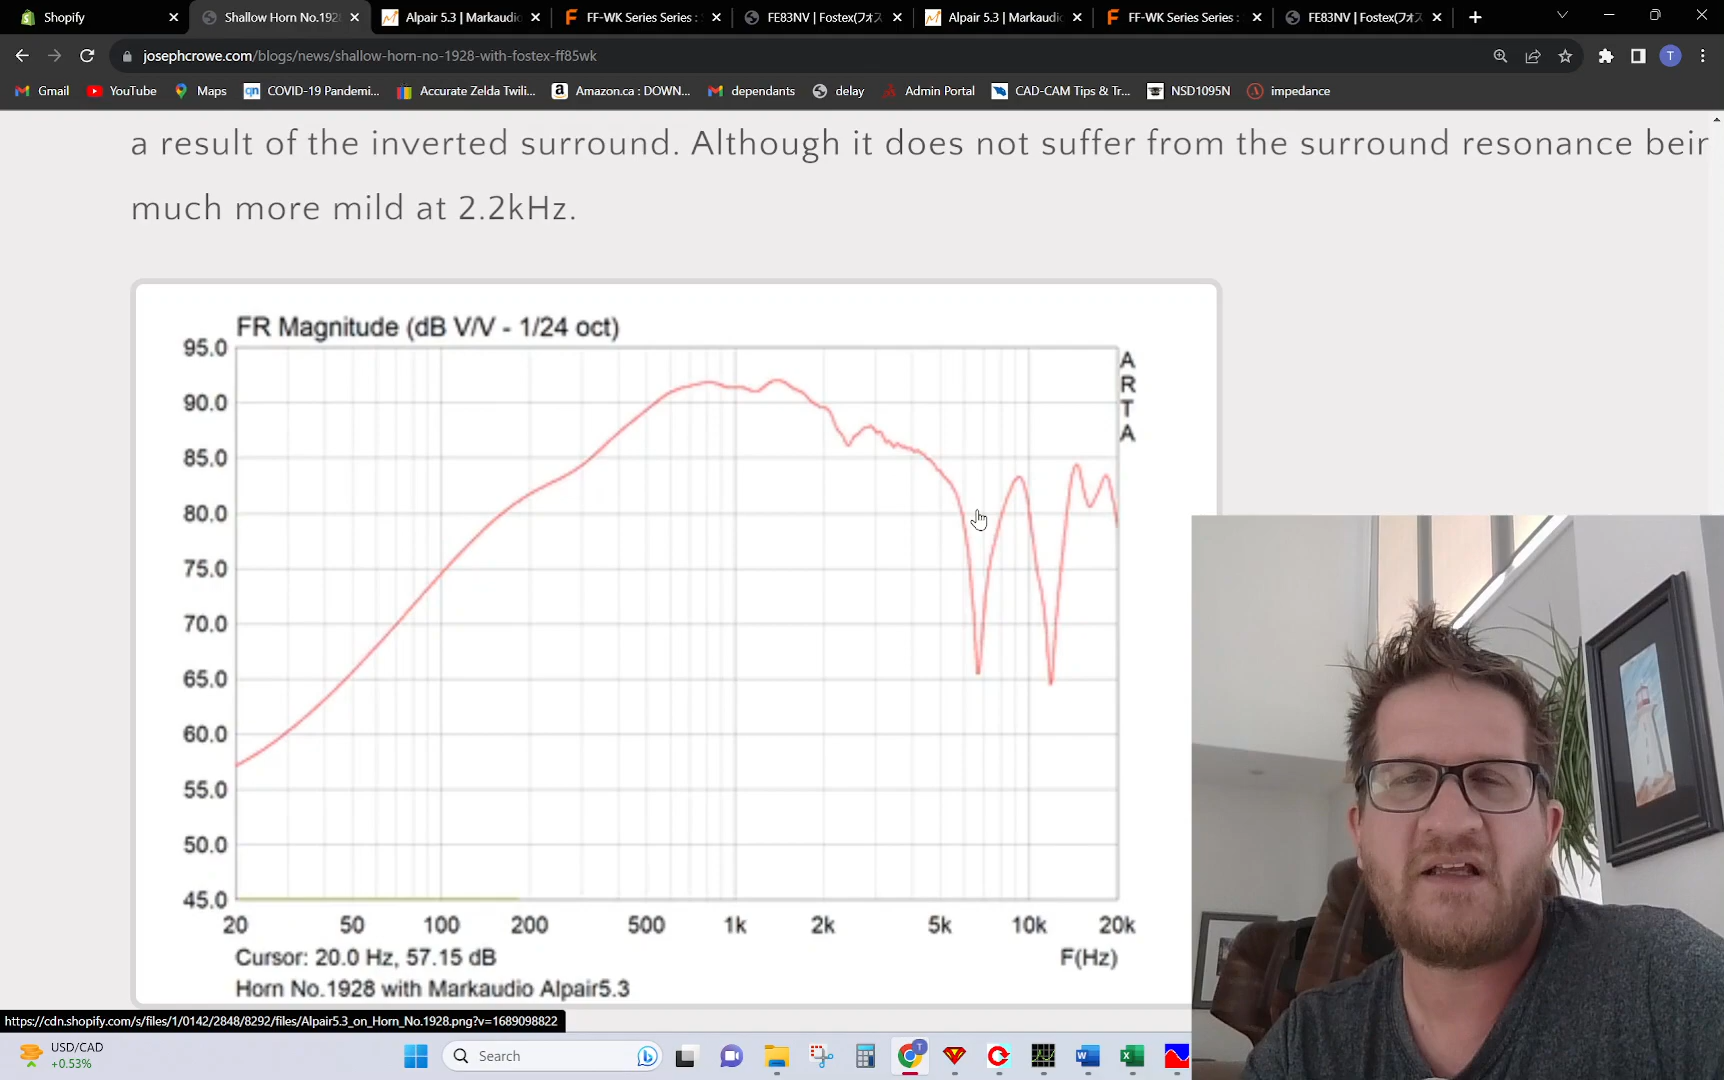 Shopify
Shallow Horn No.192
Alpair 5.3 | Markaudi
FF-WK Series Series : S
FE83NV | Fostex(フォス
Alpair 5.3 | Markaudi
FF-WK Series Series :
FE83NV | Fostex(フォス
josephcrowe.com/blogs/news/shallow-horn-no-1928-with-fostex-ff85wk
T
Gmail
YouTube
Maps
COVID-19 Pandemi...
Accurate Zelda Twili...
Amazon.ca : DOWN...
dependants
delay
Admin Portal
CAD-CAM Tips & Tr...
NSD1095N
impedance
a result of the inverted surround. Although it does not suffer from the surround resonance beir
much more mild at 2.2kHz.
FR Magnitude (dB V/V - 1/24 oct)
95.0
90.0
85.0
80.0
75.0
70.0
65.0
60.0
55.0
50.0
45.0
A
R
T
A
20 50 100 200 500 1k 2k 5k 10k 20k
Cursor: 20.0 Hz, 57.15 dB
F(Hz)
Horn No.1928 with Markaudio Alpair5.3
https://cdn.shopify.com/s/files/1/0142/2848/8292/files/Alpair5.3_on_Horn_No.1928.png?v=1689098822
USD/CAD
+0.53%
Search